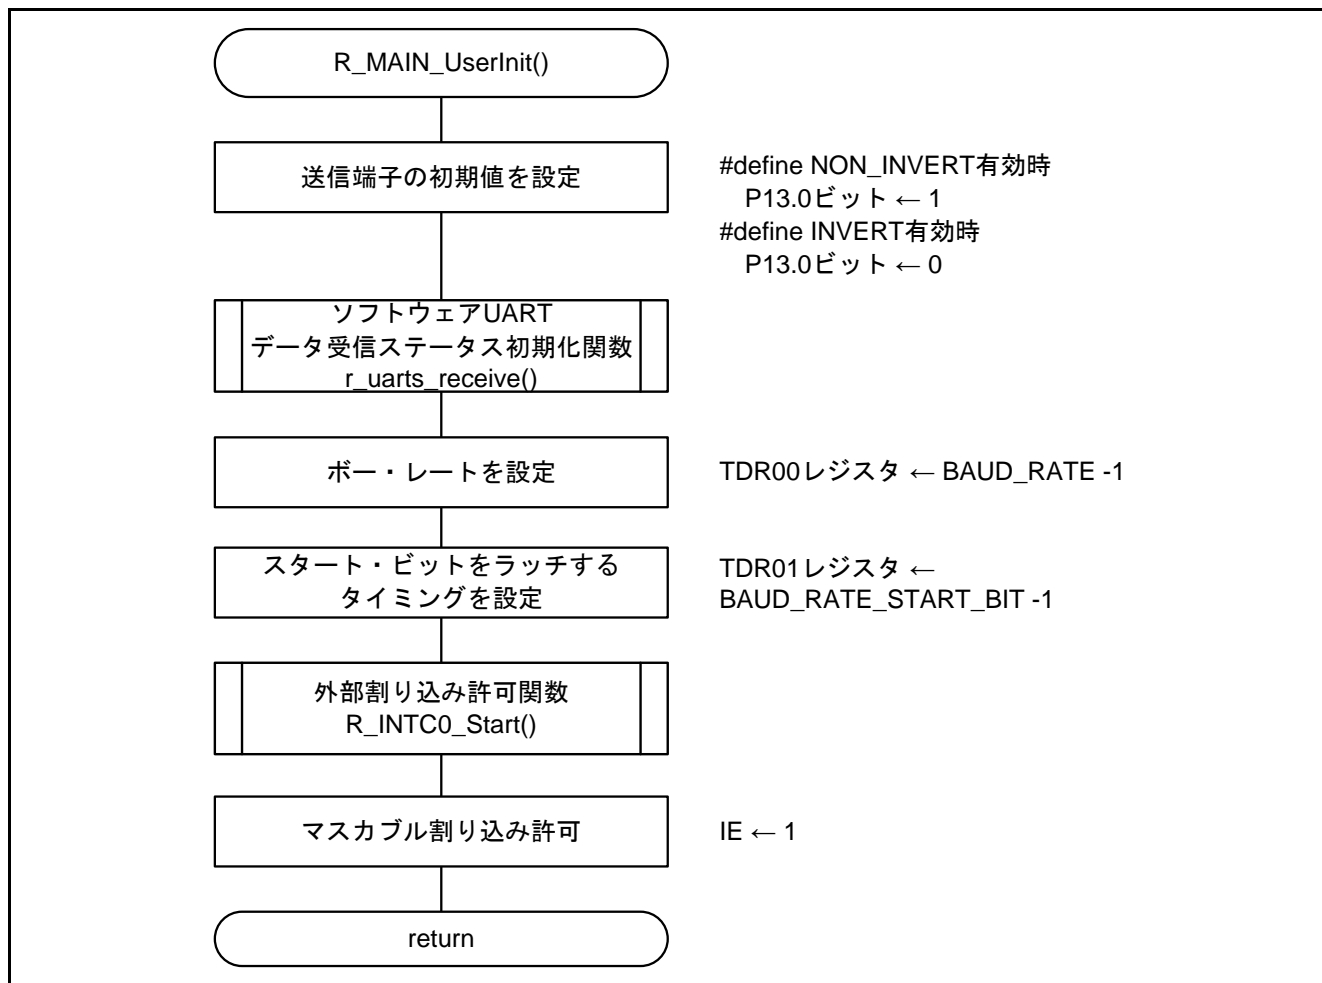 R_MAIN_UserInit()
送信端子の初期値を設定
#define NON_INVERT有効時
P13.0ビット ← 1
#define INVERT有効時
P13.0ビット ← 0
ソフトウェアUART
データ受信ステータス初期化関数
r_uarts_receive()
ボー・レートを設定
TDR00レジスタ ← BAUD_RATE -1
スタート・ビットをラッチする
タイミングを設定
TDR01レジスタ ←
BAUD_RATE_START_BIT -1
外部割り込み許可関数
R_INTC0_Start()
マスカブル割り込み許可
IE ← 1
return